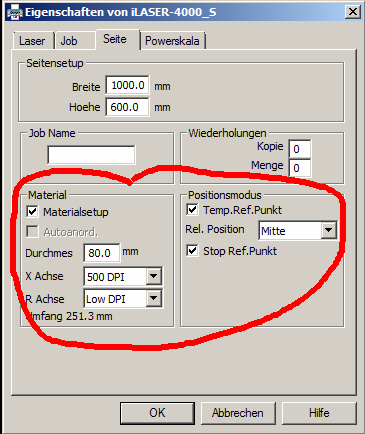 Eigenschaften von iLASER-4000_S
Laser Job Seite Powerskala
Seitensetup
Breite 1000.0 mm
Hoehe 600.0 mm
Job Name
Wiederholungen
Kopie 0
Menge 0
Material
Materialsetup
Autoanord.
Durchmes 80.0 mm
X Achse 500 DPI
R Achse Low DPI
Umfang 251.3 mm
Positionsmodus
Temp.Ref.Punkt
Rel. Position Mitte
Stop Ref.Punkt
OK Abbrechen Hilfe